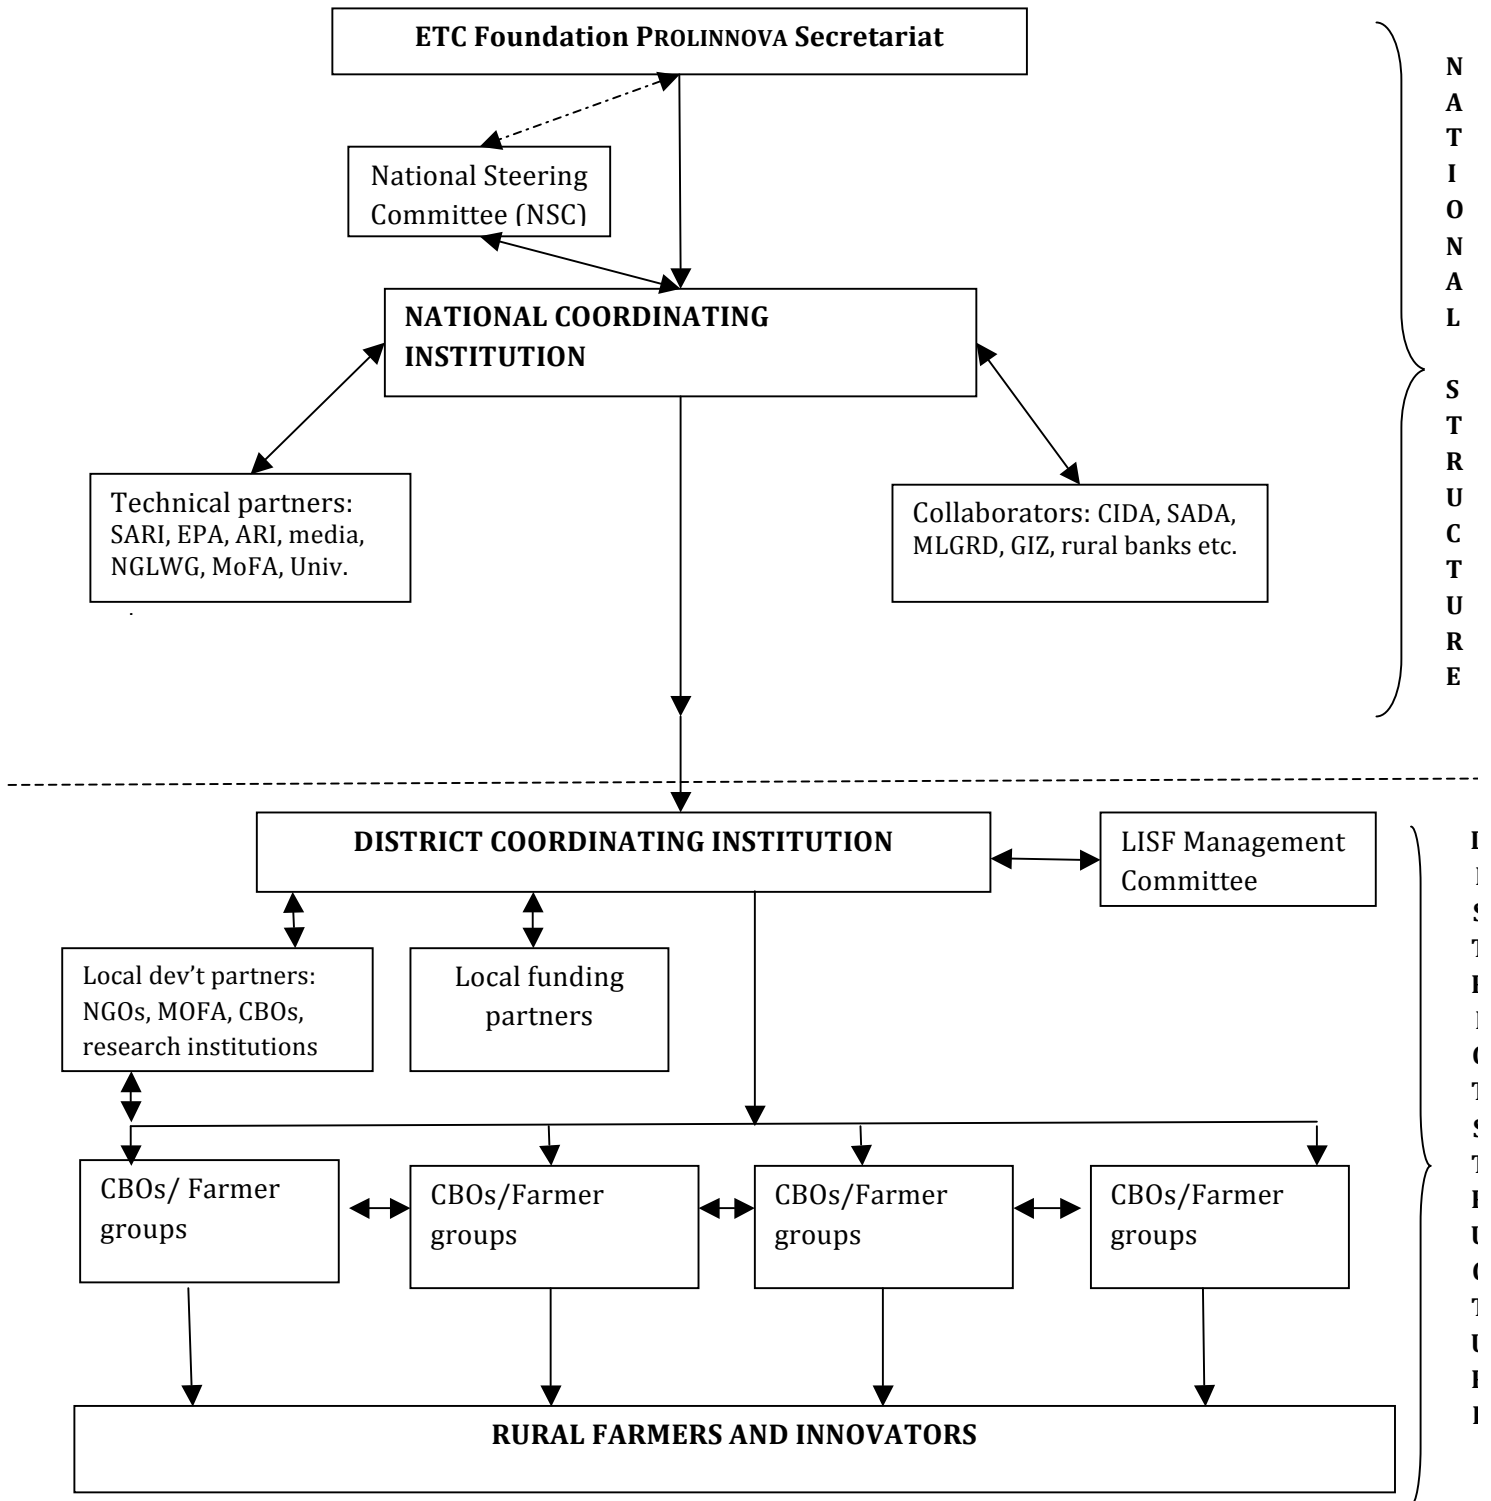 ETC Foundation PROLINNOVA Secretariat
National Steering
Committee (NSC)
NATIONAL COORDINATING
INSTITUTION
Technical partners:
SARI, EPA, ARI, media,
NGLWG, MoFA, Univ.
Collaborators: CIDA, SADA,
MLGRD, GIZ, rural banks etc.
N
A
T
I
O
N
A
L
S
T
R
U
C
T
U
R
E
DISTRICT COORDINATING INSTITUTION
LISF Management
Committee
Local dev’t partners:
NGOs, MOFA, CBOs,
research institutions
Local funding
partners
CBOs/ Farmer
groups
CBOs/Farmer
groups
CBOs/Farmer
groups
CBOs/Farmer
groups
RURAL FARMERS AND INNOVATORS